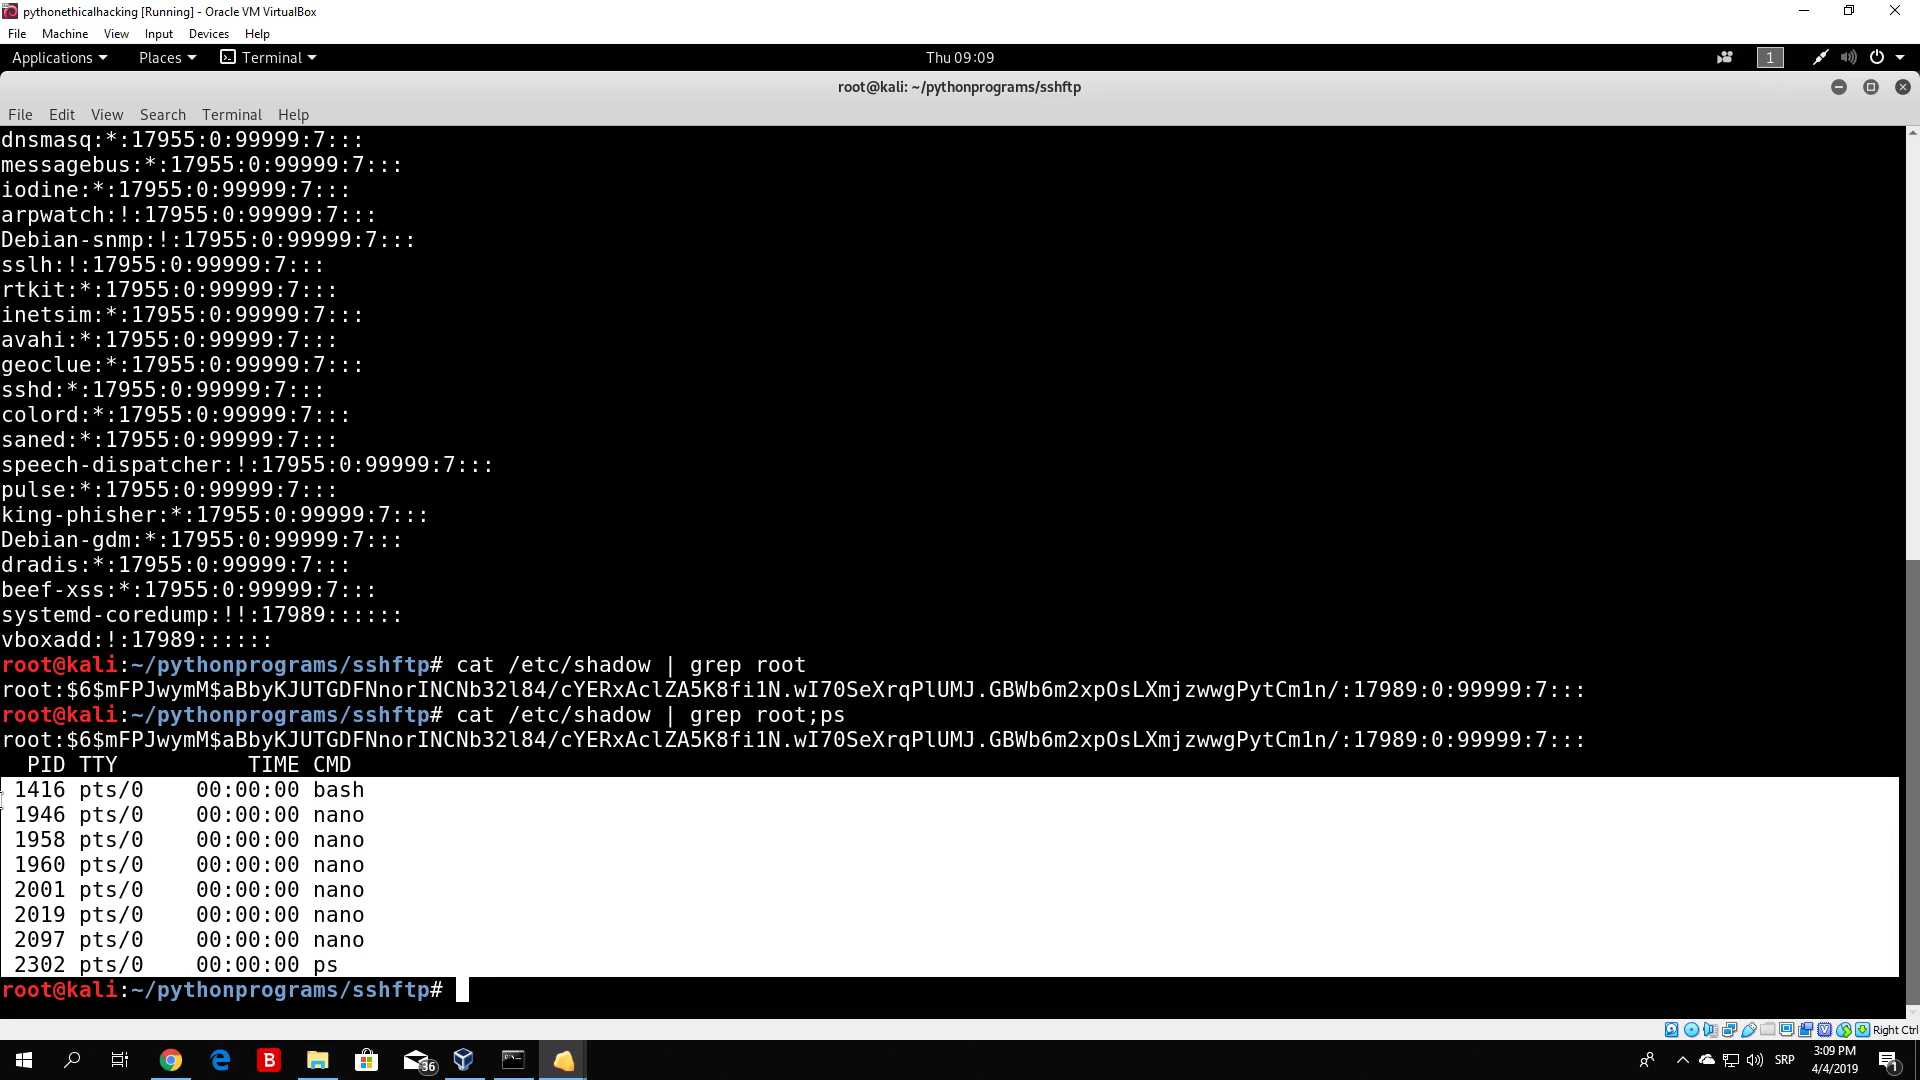 pythonethicalhacking [Running] - Oracle VM VirtualBox
File Machine View Input Devices Help
Applications Places Terminal Thu 09:09 1
root@kali: ~/pythonprograms/sshftp
File Edit View Search Terminal Help
dnsmasq:*:17955:0:99999:7:::
messagebus:*:17955:0:99999:7:::
iodine:*:17955:0:99999:7:::
arpwatch:!:17955:0:99999:7:::
Debian-snmp:!:17955:0:99999:7:::
sslh:!:17955:0:99999:7:::
rtkit:*:17955:0:99999:7:::
inetsim:*:17955:0:99999:7:::
avahi:*:17955:0:99999:7:::
geoclue:*:17955:0:99999:7:::
sshd:*:17955:0:99999:7:::
colord:*:17955:0:99999:7:::
saned:*:17955:0:99999:7:::
speech-dispatcher:!:17955:0:99999:7:::
pulse:*:17955:0:99999:7:::
king-phisher:*:17955:0:99999:7:::
Debian-gdm:*:17955:0:99999:7:::
dradis:*:17955:0:99999:7:::
beef-xss:*:17955:0:99999:7:::
systemd-coredump:!!:17989::::::
vboxadd:!:17989::::::
root@kali:~/pythonprograms/sshftp# cat /etc/shadow | grep root
root:$6$mFPJwymM$aBbyKJUTGDFNnorINCNb32l84/cYERxAclZA5K8fi1N.wI70SeXrqPlUMJ.GBWb6m2xpOsLXmjzwwgPytCm1n/:17989:0:99999:7:::
root@kali:~/pythonprograms/sshftp# cat /etc/shadow | grep root;ps
root:$6$mFPJwymM$aBbyKJUTGDFNnorINCNb32l84/cYERxAclZA5K8fi1N.wI70SeXrqPlUMJ.GBWb6m2xpOsLXmjzwwgPytCm1n/:17989:0:99999:7:::
PID TTY TIME CMD
1416 pts/0 00:00:00 bash
1946 pts/0 00:00:00 nano
1958 pts/0 00:00:00 nano
1960 pts/0 00:00:00 nano
2001 pts/0 00:00:00 nano
2019 pts/0 00:00:00 nano
2097 pts/0 00:00:00 nano
2302 pts/0 00:00:00 ps
root@kali:~/pythonprograms/sshftp#
Right Ctrl
B 36 SRP 3:09 PM 1
4/4/2019